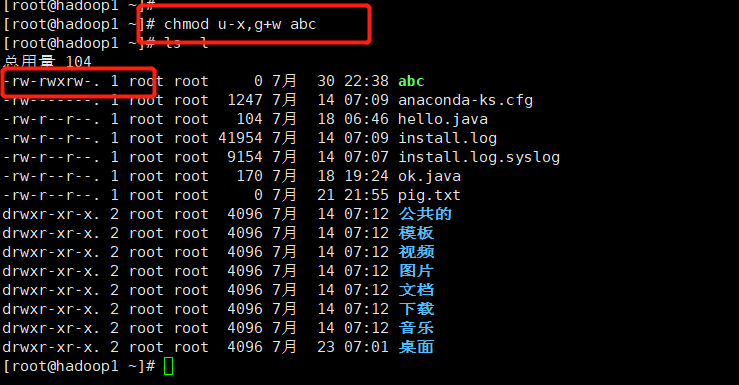 [root@hadoop1 ~]#
[root@hadoop1 ~]# chmod u-x,g+w abc
[root@hadoop1 ~]# ls -l
总用量 104
-rw-rwxrw-. 1 root root     0 7月  30 22:38 abc
-rw-------. 1 root root  1247 7月  14 07:09 anaconda-ks.cfg
-rw-r--r--. 1 root root   104 7月  18 06:46 hello.java
-rw-r--r--. 1 root root 41954 7月  14 07:09 install.log
-rw-r--r--. 1 root root  9154 7月  14 07:07 install.log.syslog
-rw-r--r--. 1 root root   170 7月  18 19:24 ok.java
-rw-r--r--. 1 root root     0 7月  21 21:55 pig.txt
drwxr-xr-x. 2 root root  4096 7月  14 07:12 公共的
drwxr-xr-x. 2 root root  4096 7月  14 07:12 模板
drwxr-xr-x. 2 root root  4096 7月  14 07:12 视频
drwxr-xr-x. 2 root root  4096 7月  14 07:12 图片
drwxr-xr-x. 2 root root  4096 7月  14 07:12 文档
drwxr-xr-x. 2 root root  4096 7月  14 07:12 下载
drwxr-xr-x. 2 root root  4096 7月  14 07:12 音乐
drwxr-xr-x. 2 root root  4096 7月  23 07:01 桌面
[root@hadoop1 ~]#